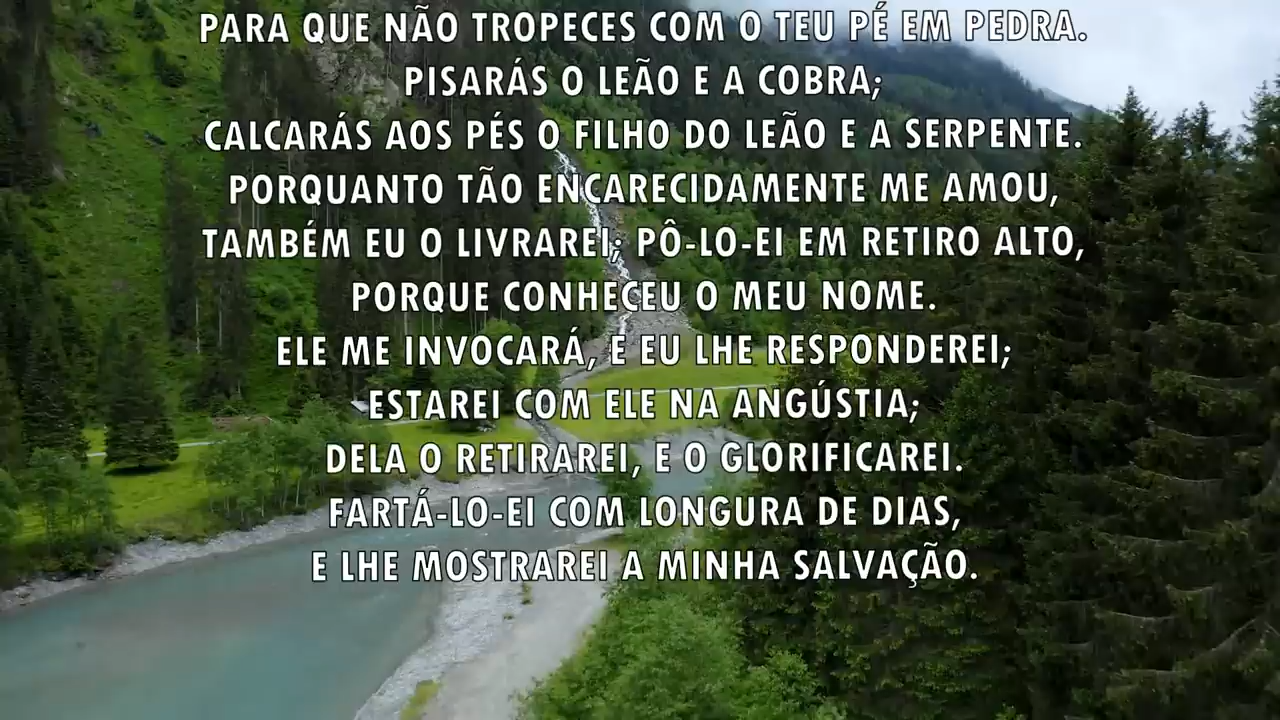 PARA QUE NÃO TROPECES COM O TEU PÉ EM PEDRA.
PISARÁS O LEÃO E A COBRA;
CALCARÁS AOS PÉS O FILHO DO LEÃO E A SERPENTE.
PORQUANTO TÃO ENCARECIDAMENTE ME AMOU,
TAMBÉM EU O LIVRAREI; PÔ-LO-EI EM RETIRO ALTO,
PORQUE CONHECEU O MEU NOME.
ELE ME INVOCARÁ, E EU LHE RESPONDEREI;
ESTAREI COM ELE NA ANGÚSTIA;
DELA O RETIRAREI, E O GLORIFICAREI.
FARTÁ-LO-EI COM LONGURA DE DIAS,
E LHE MOSTRAREI A MINHA SALVAÇÃO.